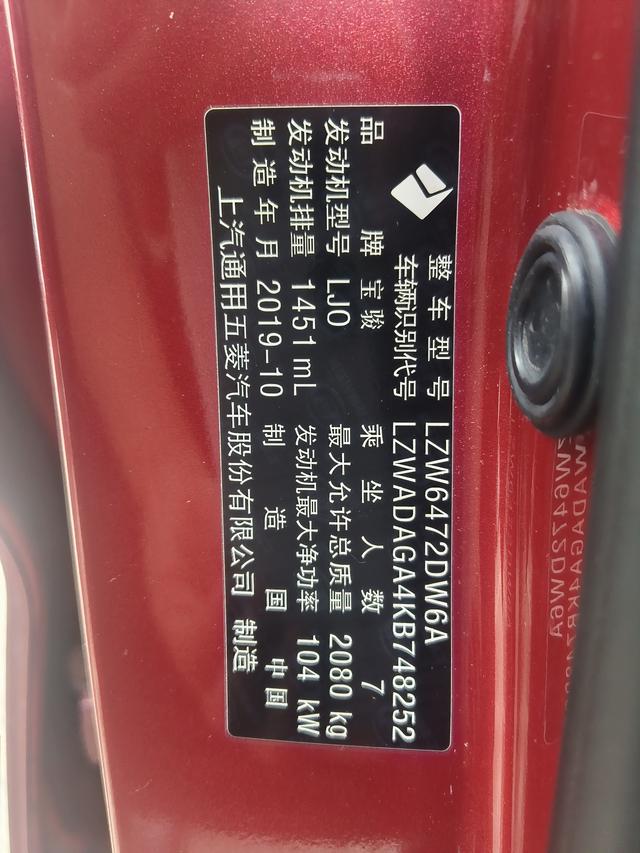 整车型号 LZW6472DW6A
车辆识别代号 LZWADAGA4KB748252
品牌 宝骏 乘坐人数 7
发动机型号 LJO 最大允许总质量 2080 kg
发动机排量 1451 mL 发动机最大净功率 104 kW
制造年月 2019-10 制造国 中国
上汽通用五菱汽车股份有限公司 制造